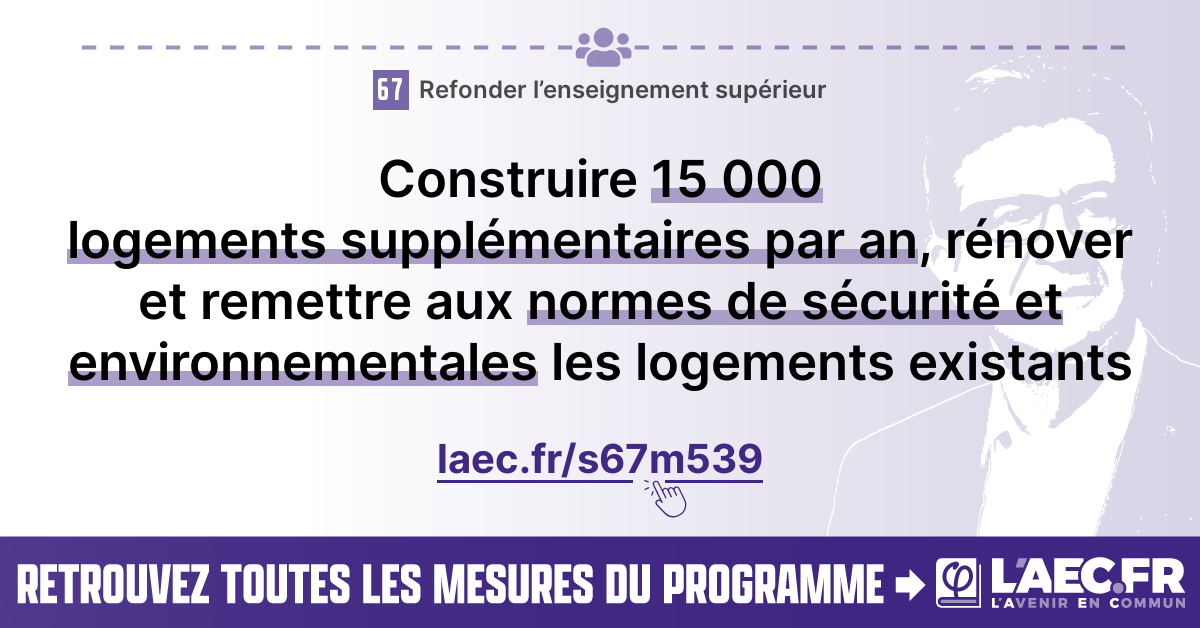 67 Refonder l’enseignement supérieur
Construire 15 000
logements supplémentaires par an, rénover
et remettre aux normes de sécurité et
environnementales les logements existants
laec.fr/s67m539
RETROUVEZ TOUTES LES MESURES DU PROGRAMME
φ L'AEC.FR
L'AVENIR EN COMMUN